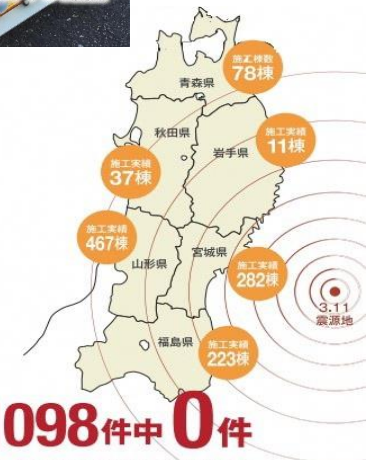 施工棟数
78棟
青森県
秋田県
施工実績
11棟
岩手県
施工実績
37棟
施工実績
467棟
山形県
宮城県
施工実績
282棟
3.11
震源地
福島県
施工実績
223棟
098件中0件